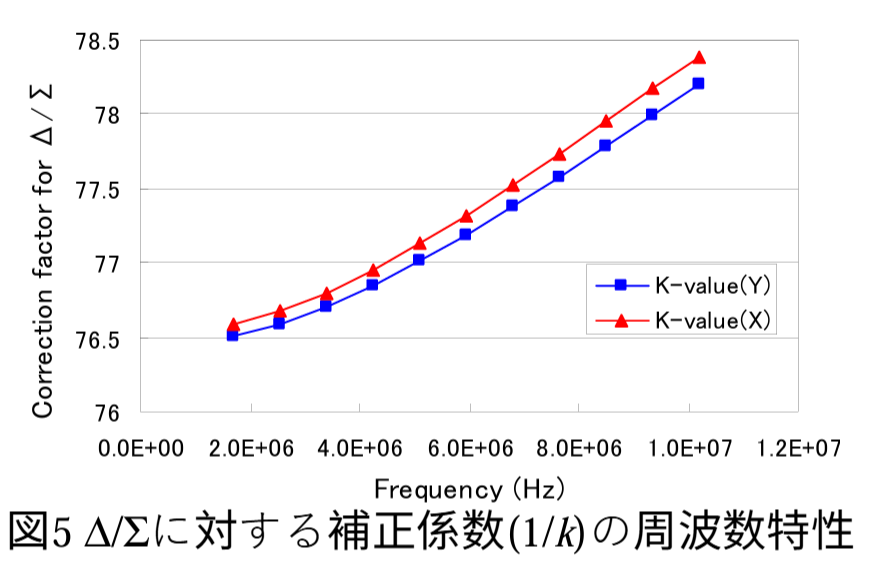 78.5
78
77.5
77
76.5
76
Correction factor for Δ/Σ
K-value(Y)
K-value(X)
0.0E+00 2.0E+06 4.0E+06 6.0E+06 8.0E+06 1.0E+07 1.2E+07
Frequency (Hz)
図5 Δ/Σに対する補正係数(1/k)の周波数特性